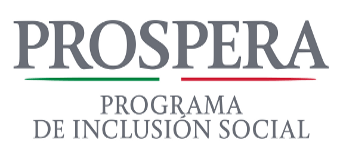 PROSPERA
PROGRAMA
DE INCLUSIÓN SOCIAL